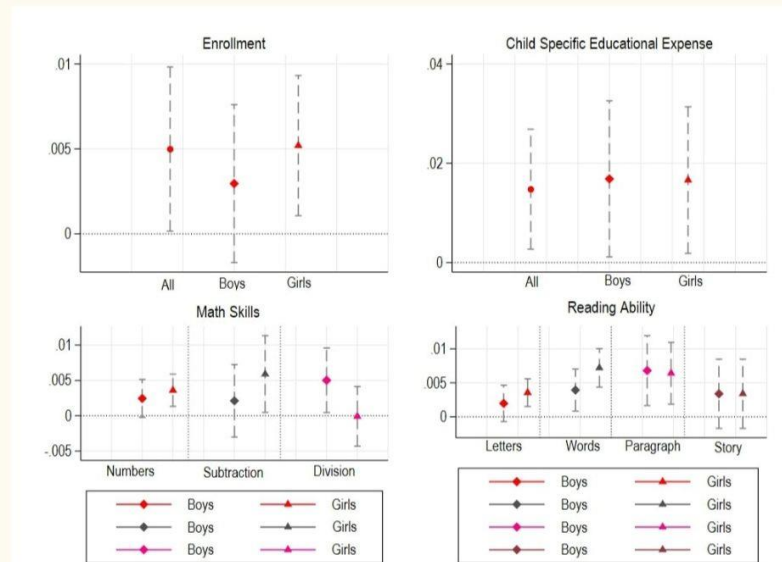 Enrollment
.01
.005
0
All Boys Girls
Child Specific Educational Expense
.04
.02
0
All Boys Girls
Math Skills
.01
.005
0
-.005
Numbers Subtraction Division
Boys Girls
Boys Girls
Boys Girls
Reading Ability
.01
.005
0
Letters Words Paragraph Story
Boys Girls
Boys Girls
Boys Girls
Boys Girls